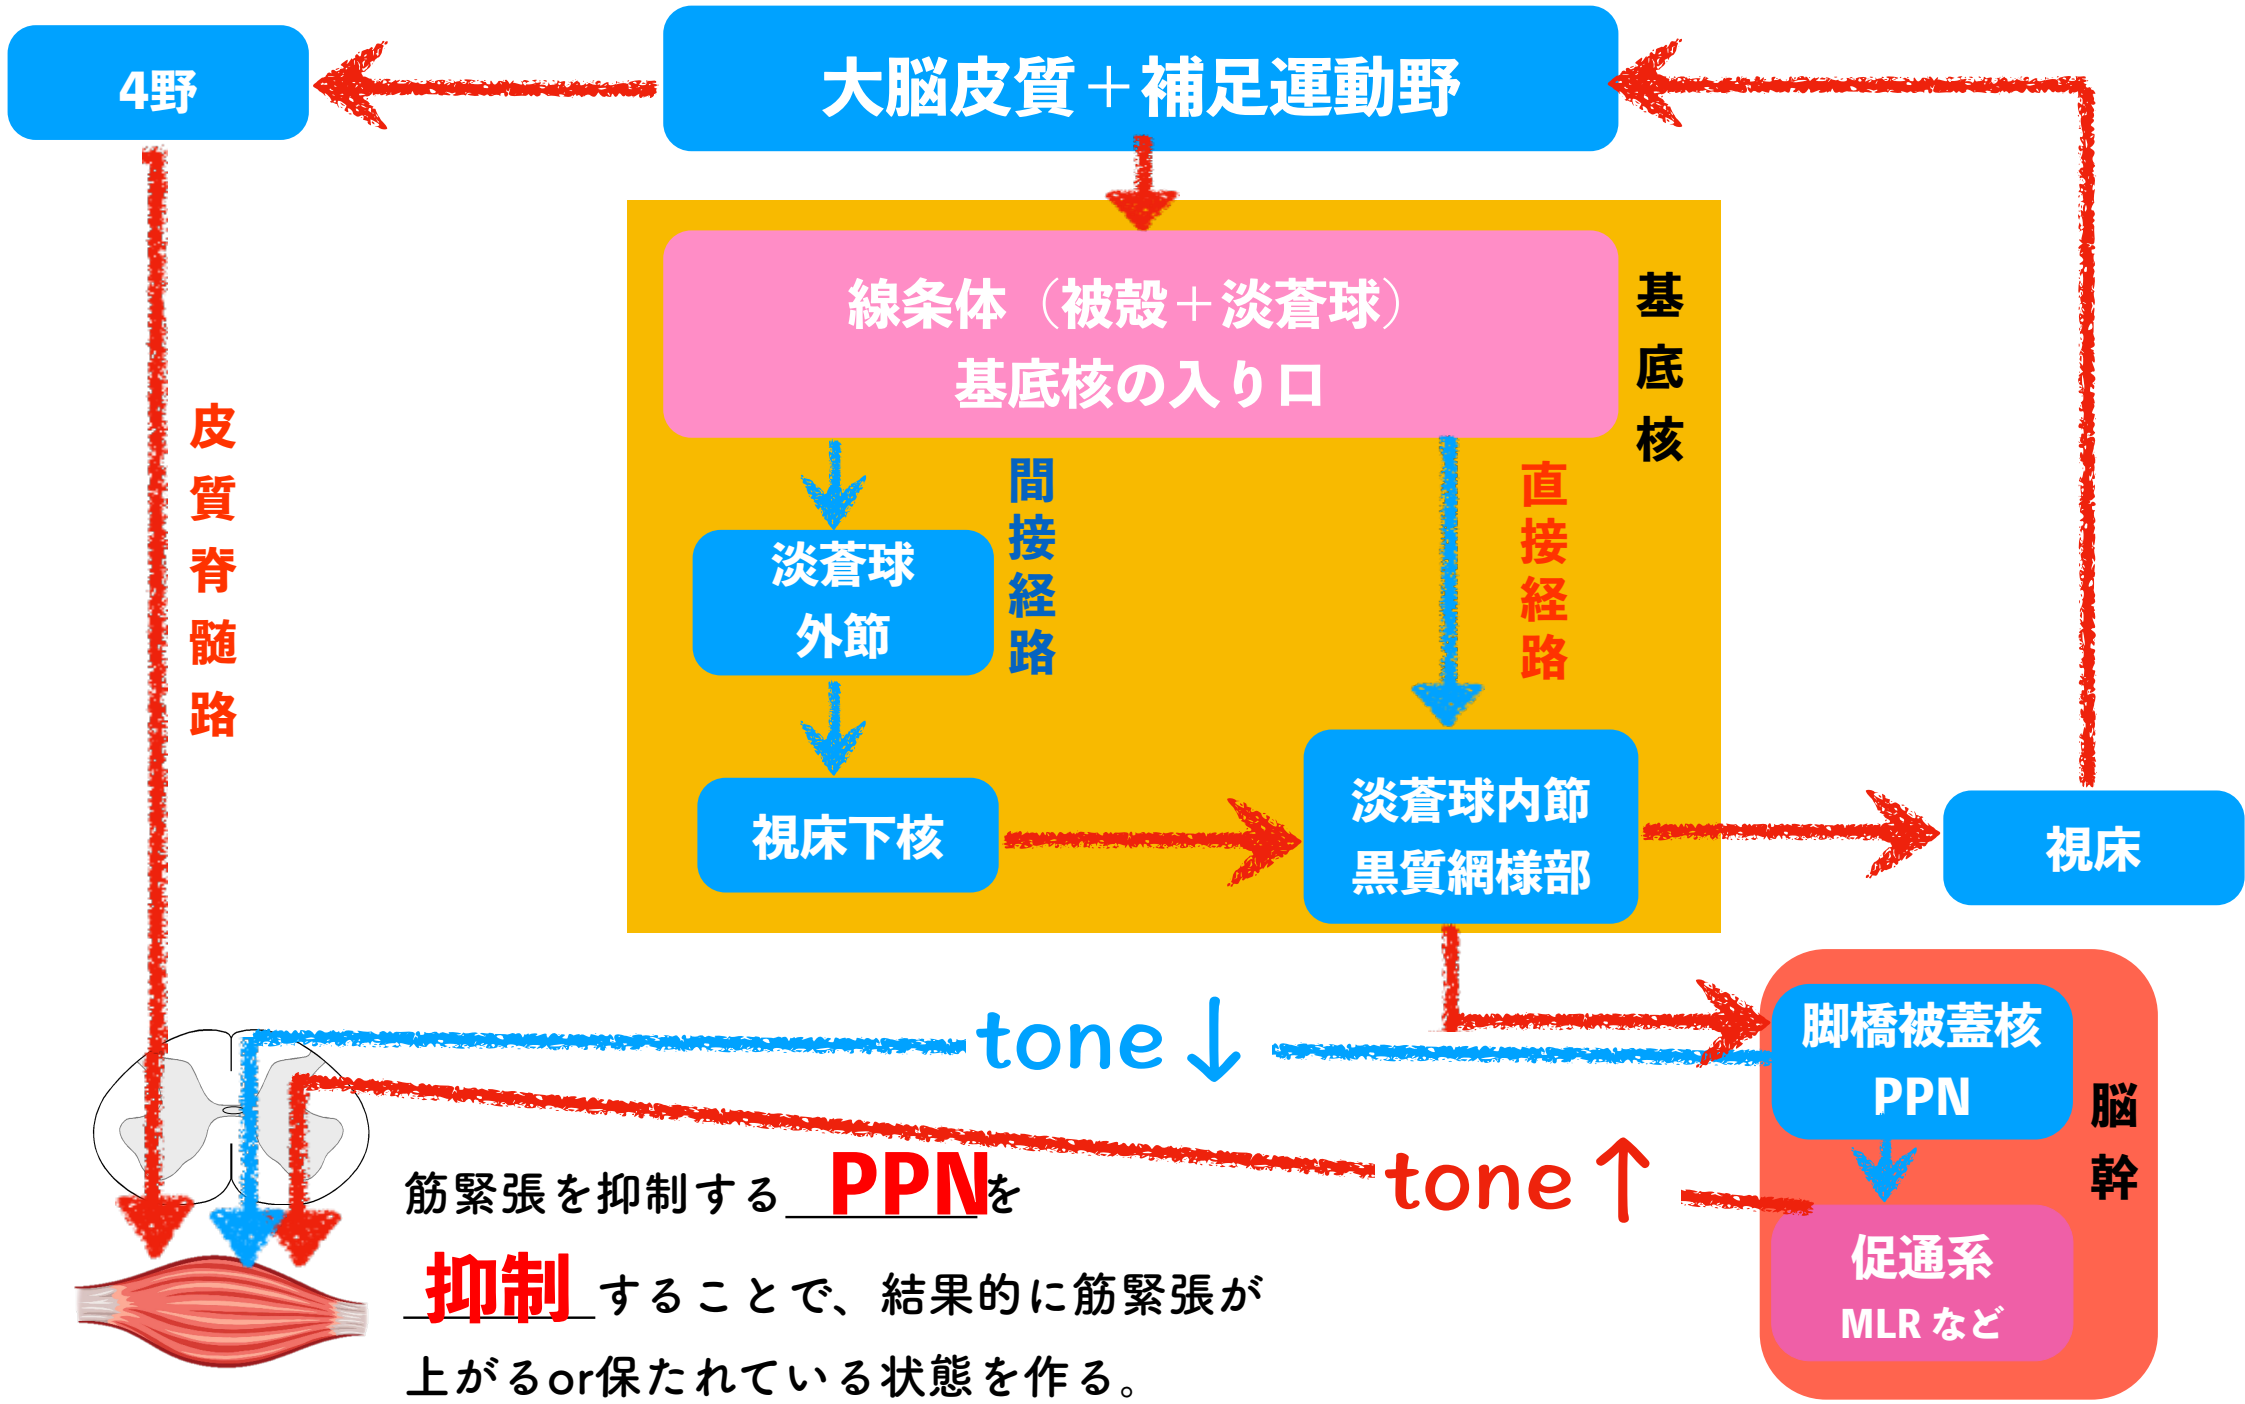 4野
大脳皮質＋補足運動野
線条体（被殻＋淡蒼球）
基底核の入り口
基底核
皮質脊髄路
間接経路
直接経路
淡蒼球
外節
視床下核
淡蒼球内節
黒質網様部
視床
tone↓
脚橋被蓋核
PPN
脳幹
tone↑
促通系
MLRなど
筋緊張を抑制するPPNを
抑制することで、結果的に筋緊張が
上がるor保たれている状態を作る。